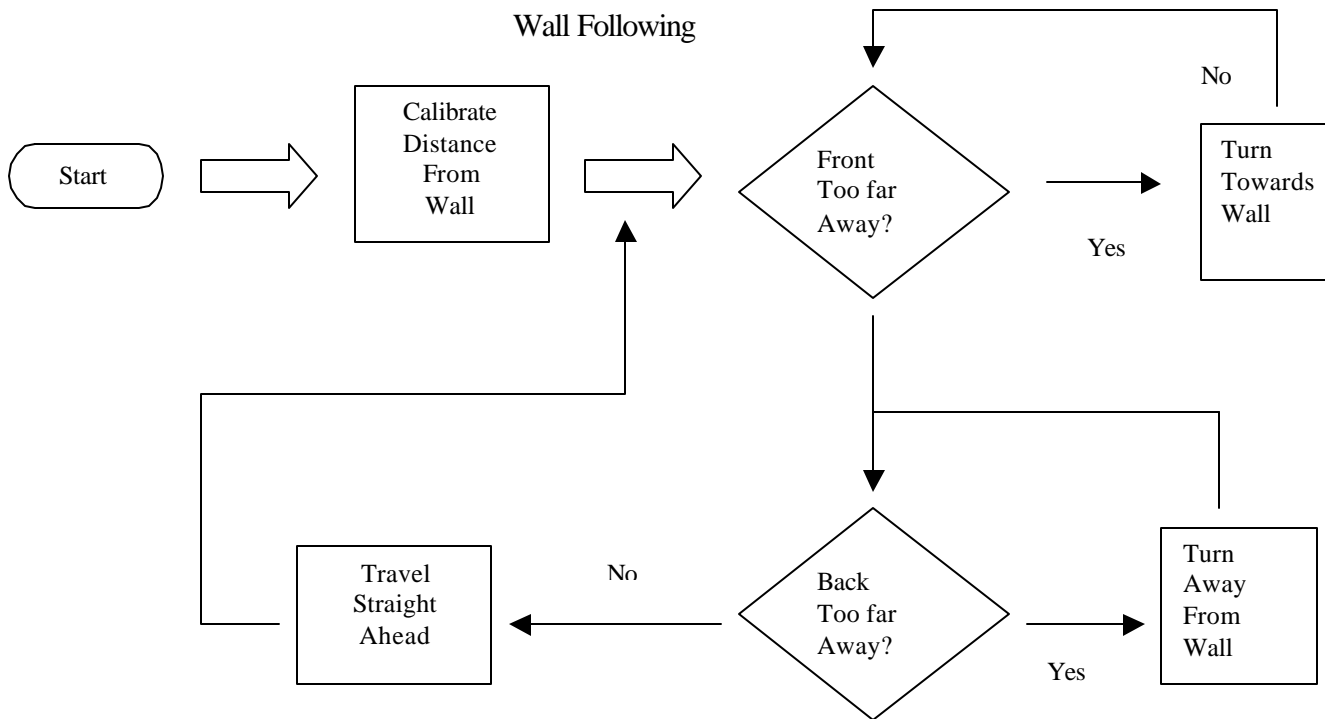 Wall Following
Start
Calibrate
Distance
From
Wall
Front
Too far
Away?
Yes
No
Turn
Towards
Wall
Travel
Straight
Ahead
No
Back
Too far
Away?
Yes
Turn
Away
From
Wall